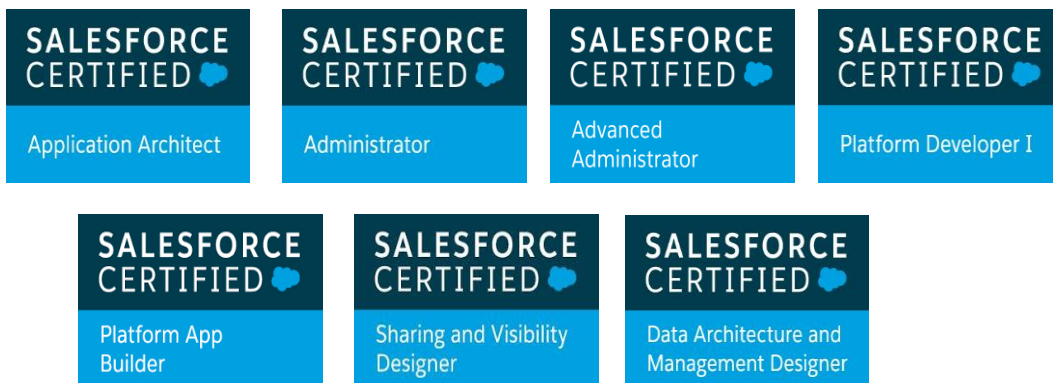 SALESFORCE
CERTIFIED
Application Architect
SALESFORCE
CERTIFIED
Administrator
SALESFORCE
CERTIFIED
Advanced
Administrator
SALESFORCE
CERTIFIED
Platform Developer I
SALESFORCE
CERTIFIED
Platform App
Builder
SALESFORCE
CERTIFIED
Sharing and Visibility
Designer
SALESFORCE
CERTIFIED
Data Architecture and
Management Designer